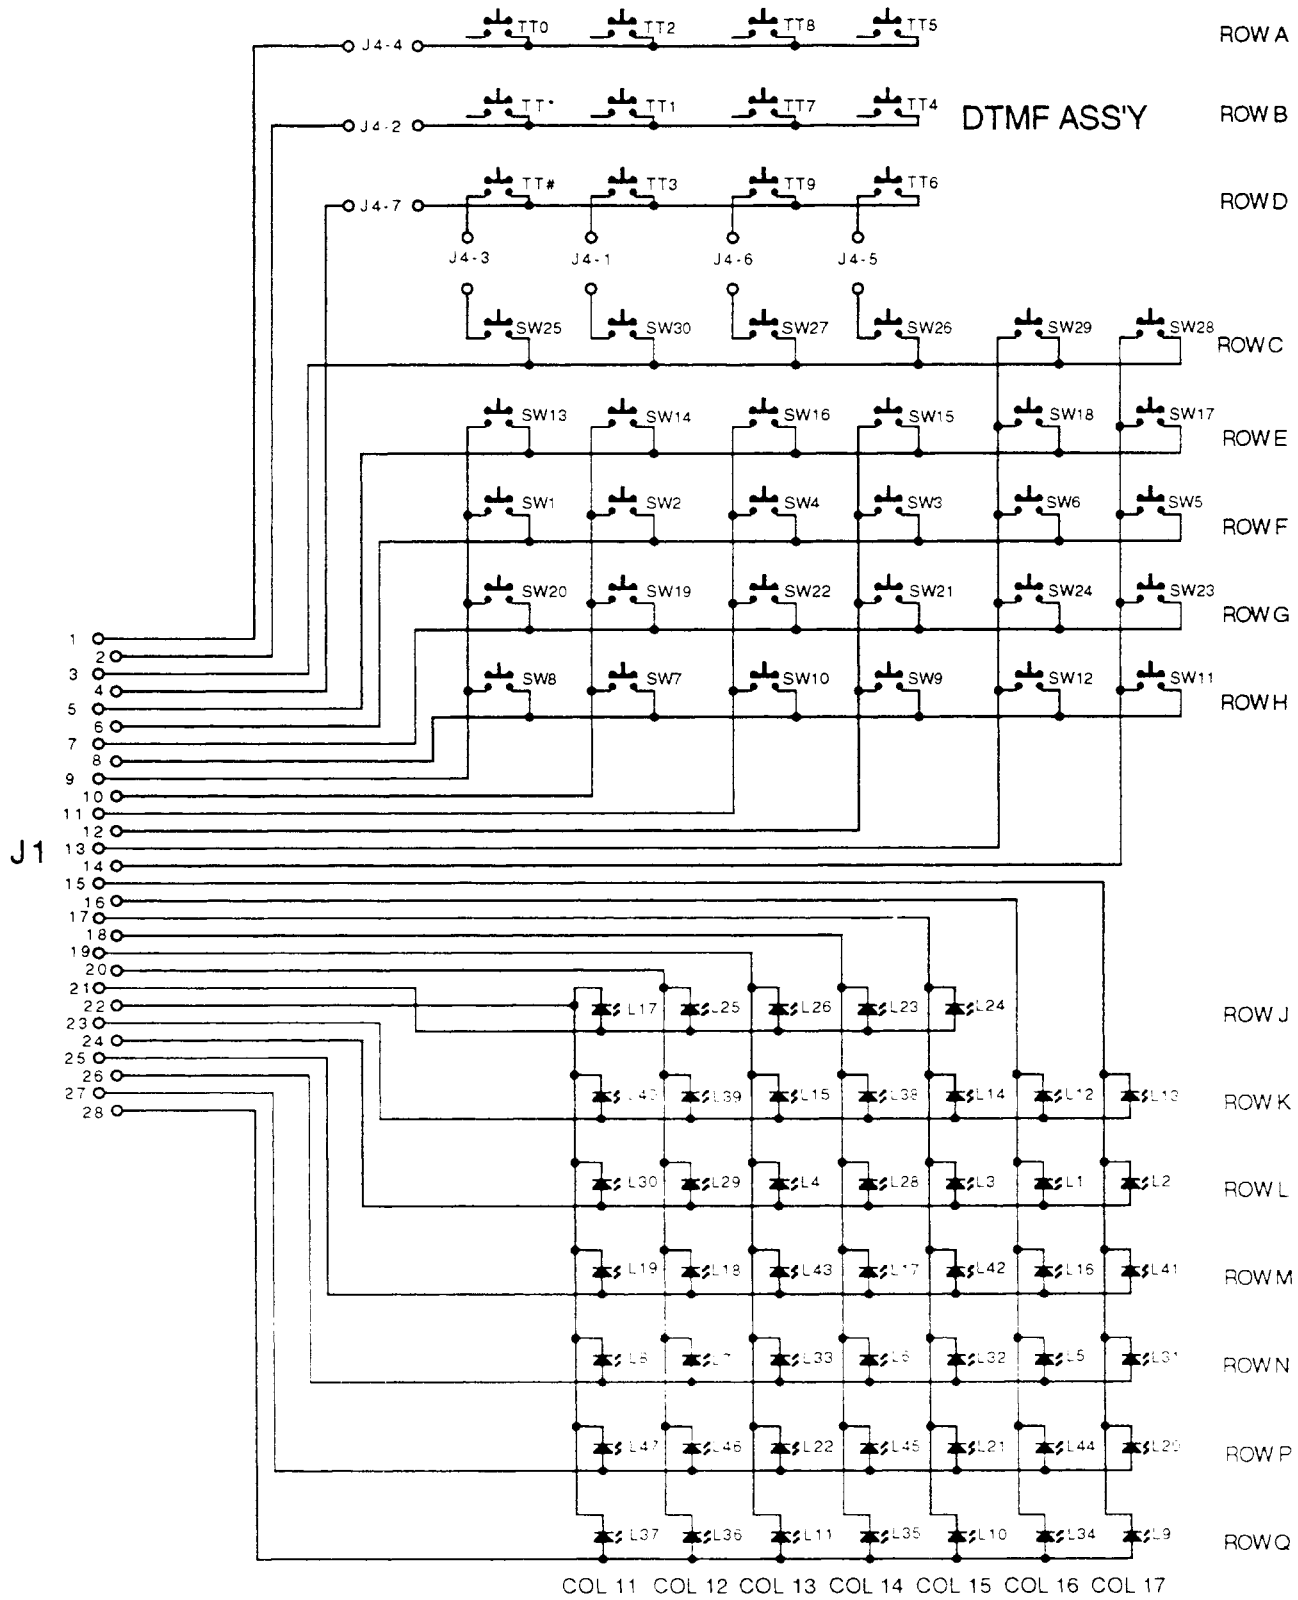 TT0 TT2 TT8 TT5 ROW A
J4-4
TT* TT1 TT7 TT4 DTMF ASS'Y ROW B
J4-2
TT# TT3 TT9 TT6 ROW D
J4-7
J4-3 J4-1 J4-6 J4-5
SW25 SW30 SW27 SW26 SW29 SW28 ROW C
SW13 SW14 SW16 SW15 SW18 SW17 ROW E
SW1 SW2 SW4 SW3 SW6 SW5 ROW F
SW20 SW19 SW22 SW21 SW24 SW23 ROW G
SW8 SW7 SW10 SW9 SW12 SW11 ROW H
J1
1
2
3
4
5
6
7
8
9
10
11
12
13
14
15
16
17
18
19
20
21
22
23
24
25
26
27
28
L17 L25 L26 L23 L24 ROW J
L39 L15 L38 L14 L12 L13 ROW K
L30 L29 L4 L28 L3 L1 L2 ROW L
L19 L18 L43 L17 L42 L16 L41 ROW M
L8 L7 L33 L6 L32 L5 L31 ROW N
L47 L46 L22 L45 L21 L44 L20 ROW P
L37 L36 L11 L35 L10 L34 L9 ROW Q
COL 11 COL 12 COL 13 COL 14 COL 15 COL 16 COL 17